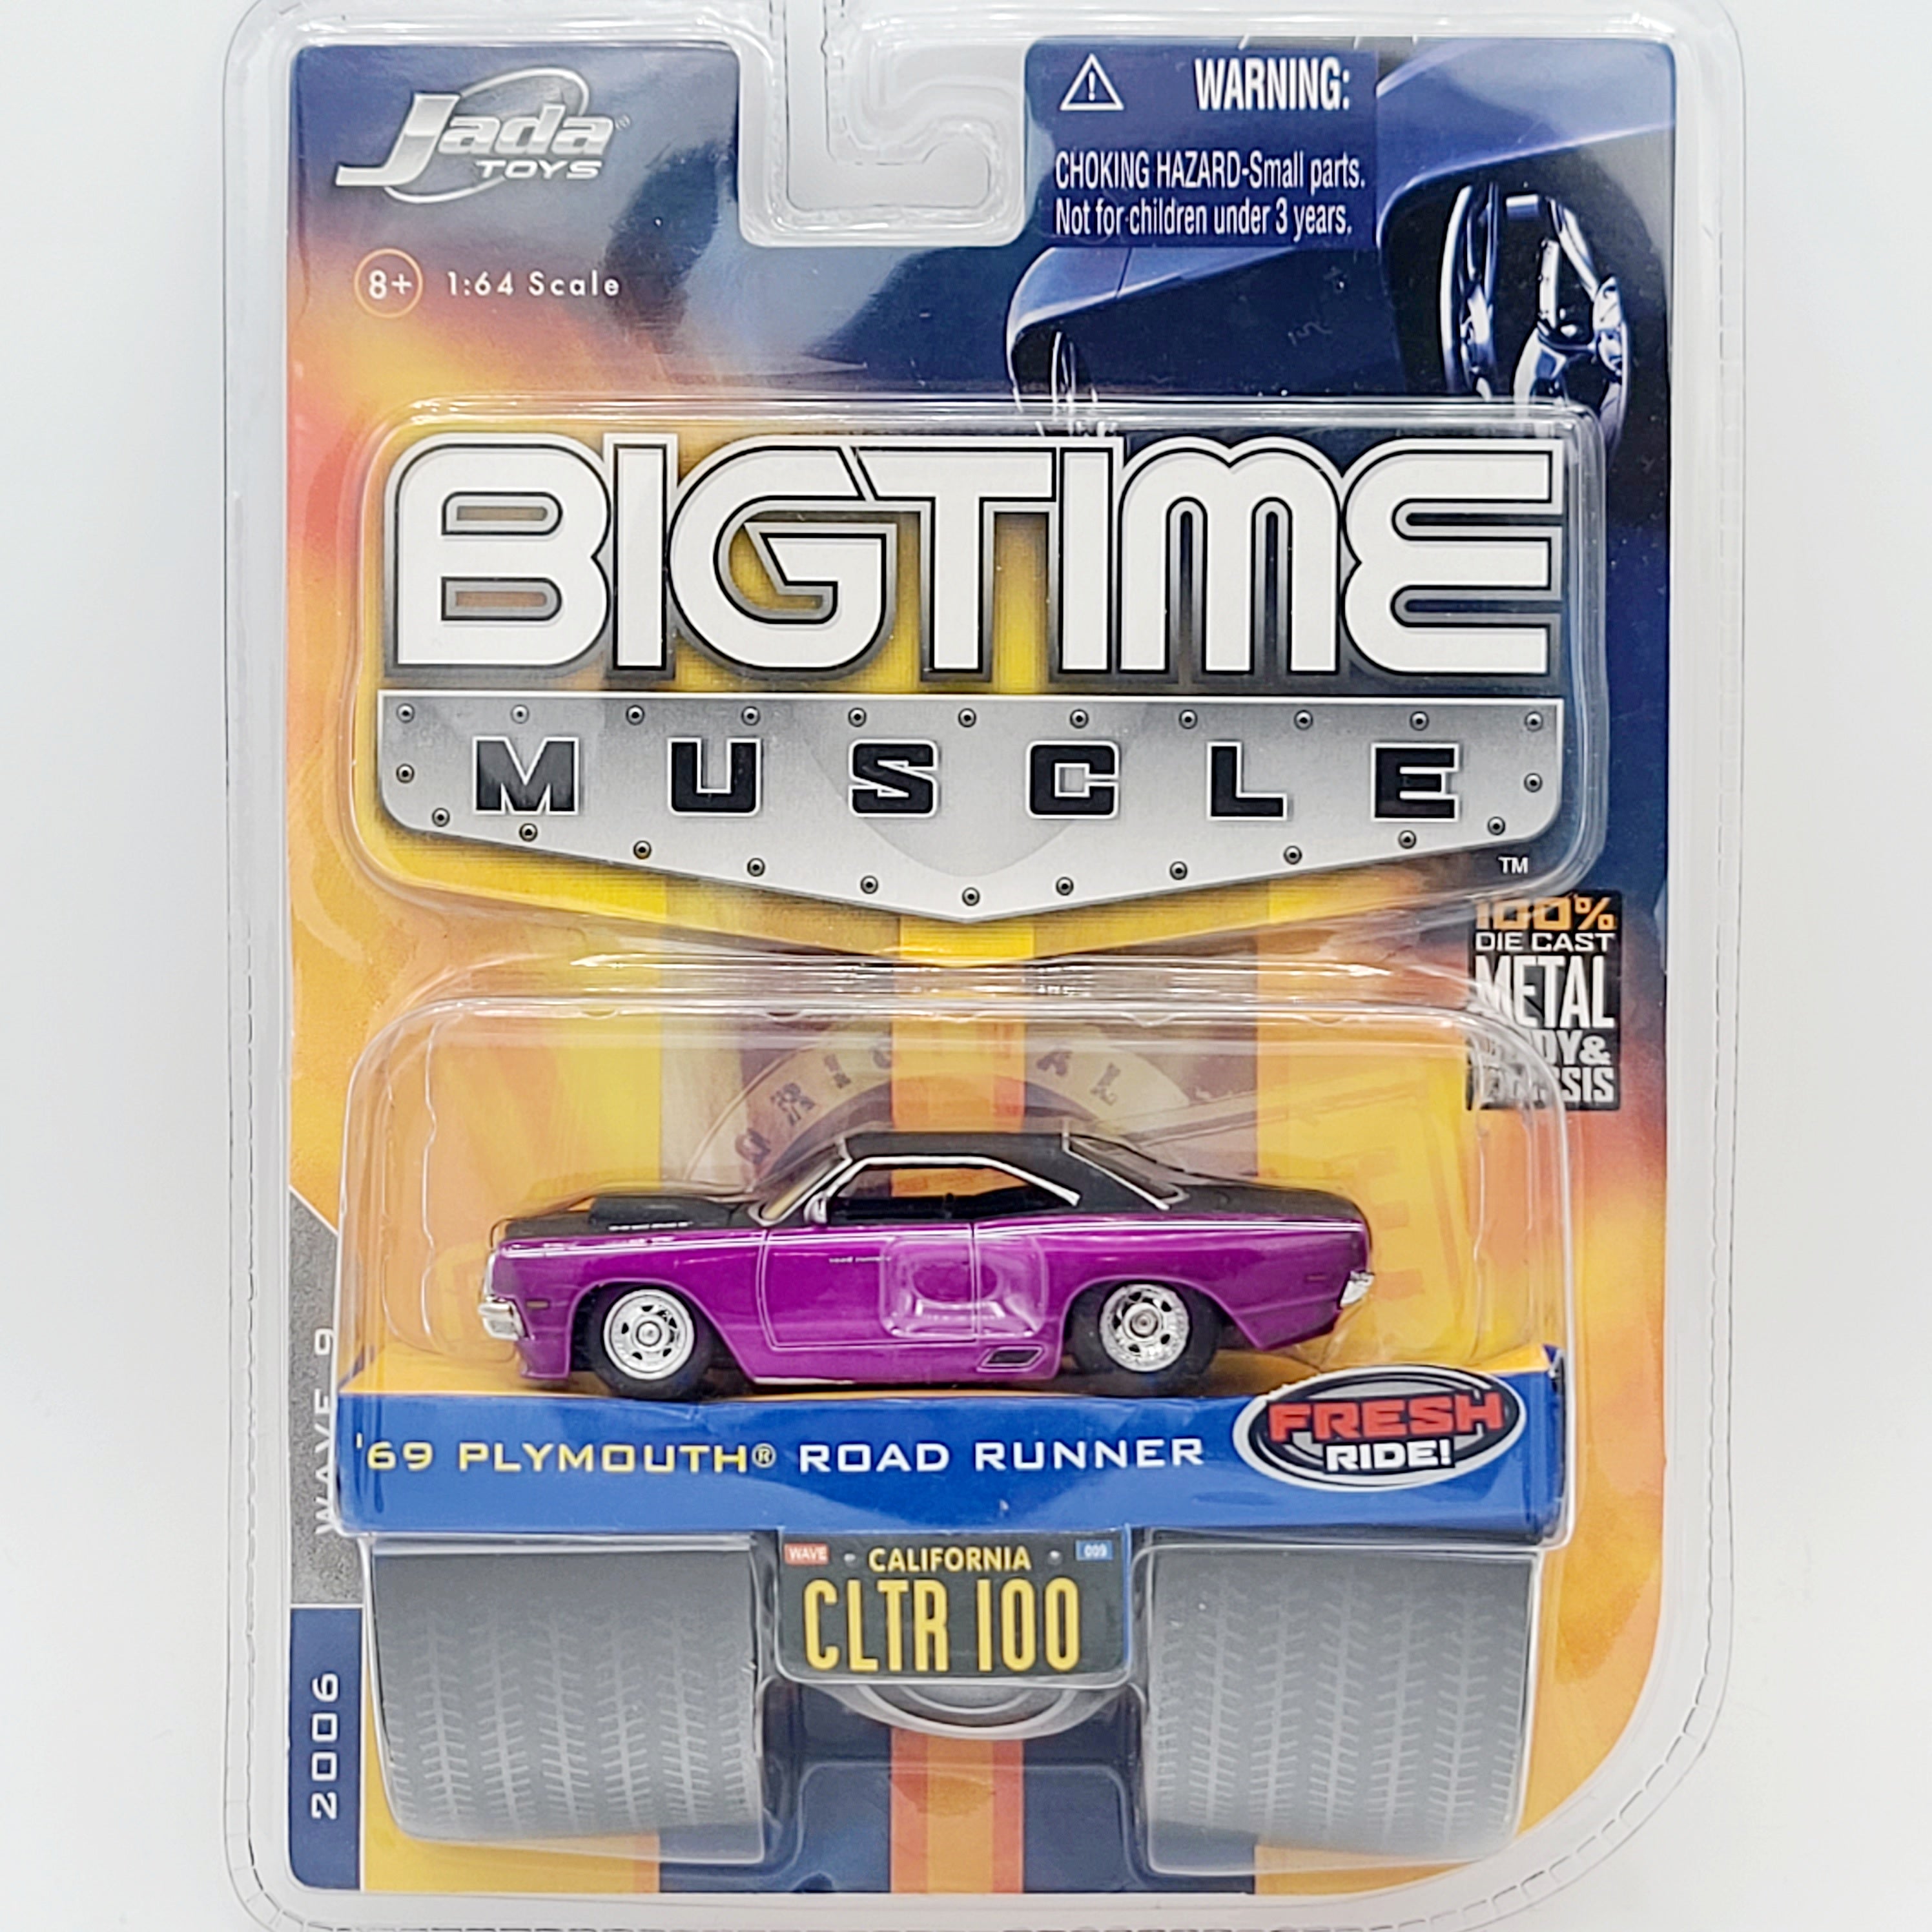 Jada®
TOYS
WARNING:
CHOKING HAZARD-Small parts.
Not for children under 3 years.
8+ 1:64 Scale
BIGTIME
MUSCLE
™
100%
DIE CAST
METAL
ORIGINAL
WAVE 9
2006
'69 PLYMOUTH® ROAD RUNNER
FRESH
RIDE!
WAVE CALIFORNIA 009
CLTR 100